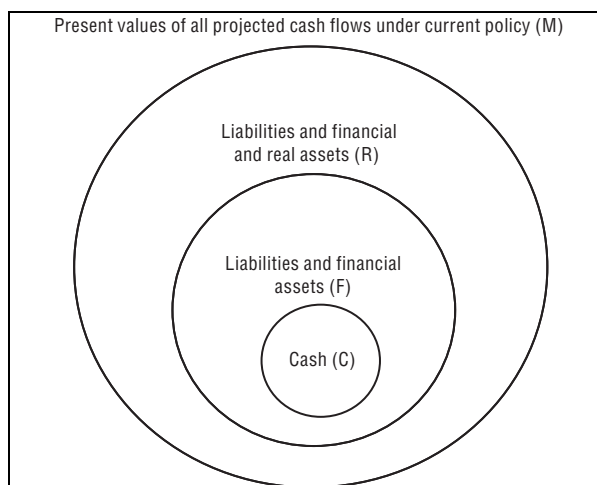 Present values of all projected cash flows under current policy (M)
Liabilities and financial
and real assets (R)
Liabilities and financial
assets (F)
Cash (C)